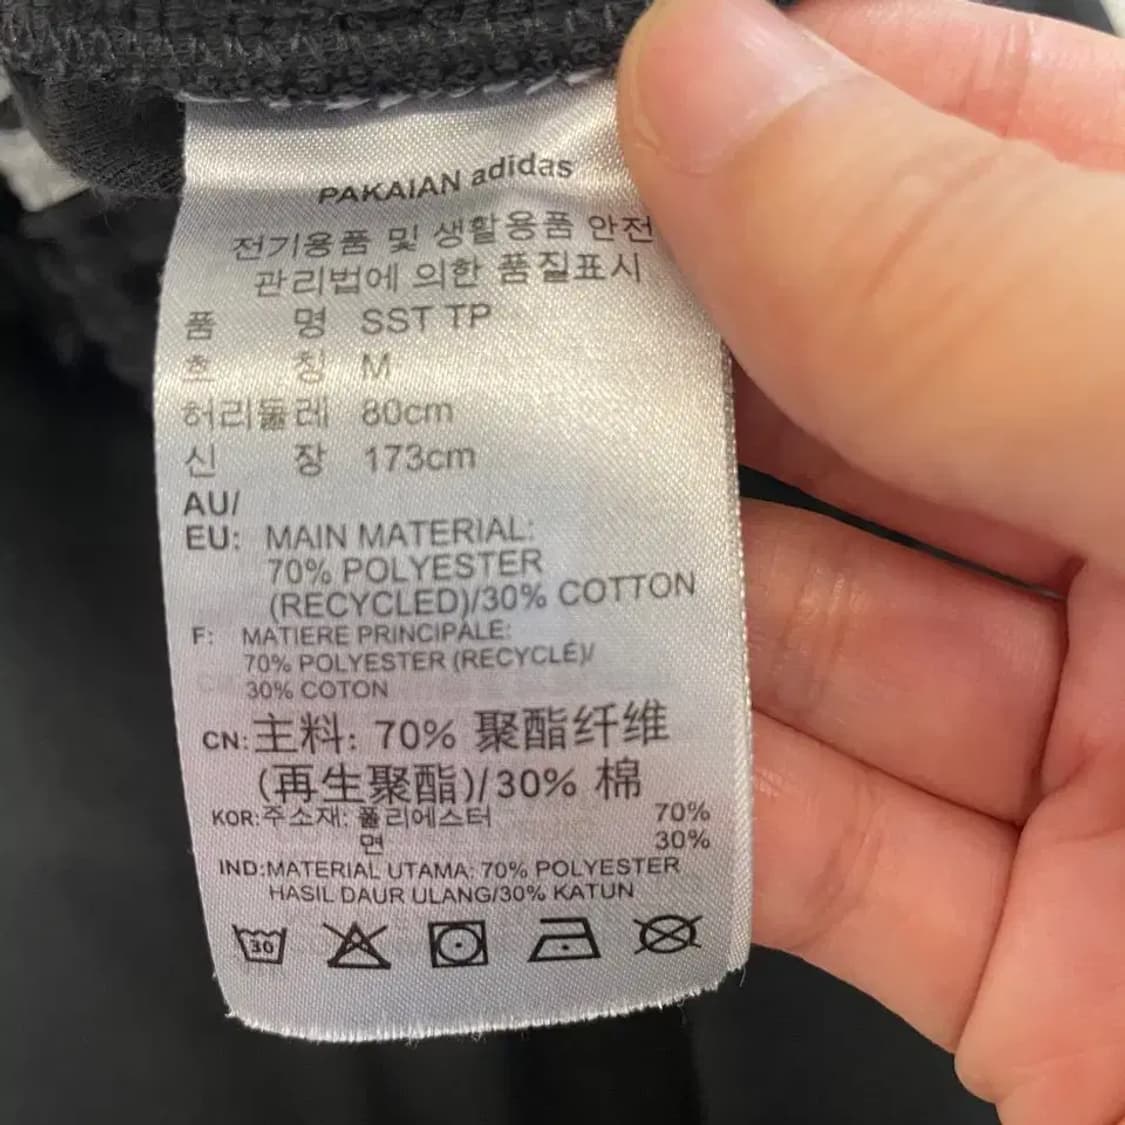 PAKAIAN adidas
전기용품 및 생활용품 안전
관리법에 의한 품질표시
품 명 SST TP
호 칭 M
허리둘레 80cm
신 장 173cm
AU/
EU: MAIN MATERIAL:
70% POLYESTER
(RECYCLED)/30% COTTON
F: MATIERE PRINCIPALE:
70% POLYESTER (RECYCLÉ)/
30% COTON
CN: 主料: 70% 聚酯纤维
(再生聚酯)/30% 棉
KOR:주소재: 폴리에스터 70%
면 30%
IND:MATERIAL UTAMA: 70% POLYESTER
HASIL DAUR ULANG/30% KATUN
30